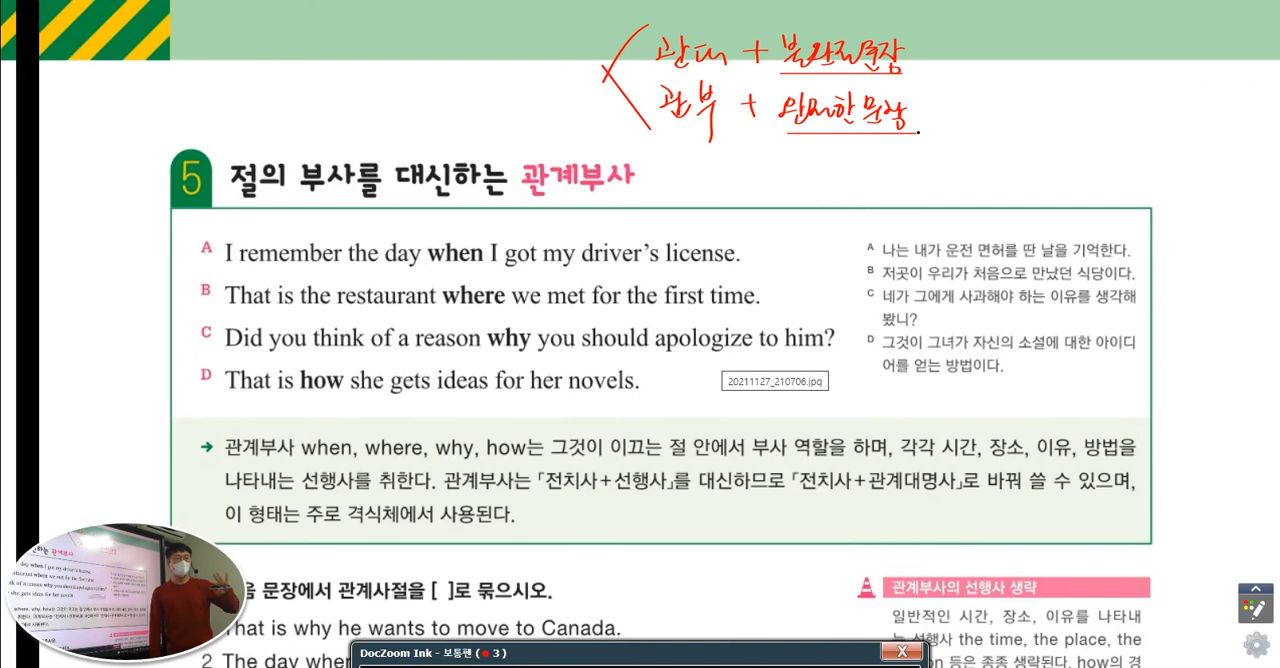 관대 + 불완전문장
관부 + 완전한 문장
5 절의 부사를 대신하는 관계부사
A I remember the day when I got my driver's license.
B That is the restaurant where we met for the first time.
C Did you think of a reason why you should apologize to him?
D That is how she gets ideas for her novels.
20211127_210706.jpg
A 나는 내가 운전 면허를 딴 날을 기억한다.
B 저곳이 우리가 처음으로 만났던 식당이다.
C 네가 그에게 사과해야 하는 이유를 생각해
봤니?
D 그것이 그녀가 자신의 소설에 대한 아이디
어를 얻는 방법이다.
→ 관계부사 when, where, why, how는 그것이 이끄는 절 안에서 부사 역할을 하며, 각각 시간, 장소, 이유, 방법을
나타내는 선행사를 취한다. 관계부사는 「전치사+선행사」를 대신하므로 「전치사+관계대명사」로 바꿔 쓸 수 있으며,
이 형태는 주로 격식체에서 사용된다.
문장에서 관계사절을 [ ]로 묶으시오.
That is why he wants to move to Canada.
2 The day when
관계부사의 선행사 생략
일반적인 시간, 장소, 이유를 나타내
는 선행사 the time, the place, the
등은 종종 생략된다. how의 경
DocZoom Ink - 보통펜 ( 3 )
X